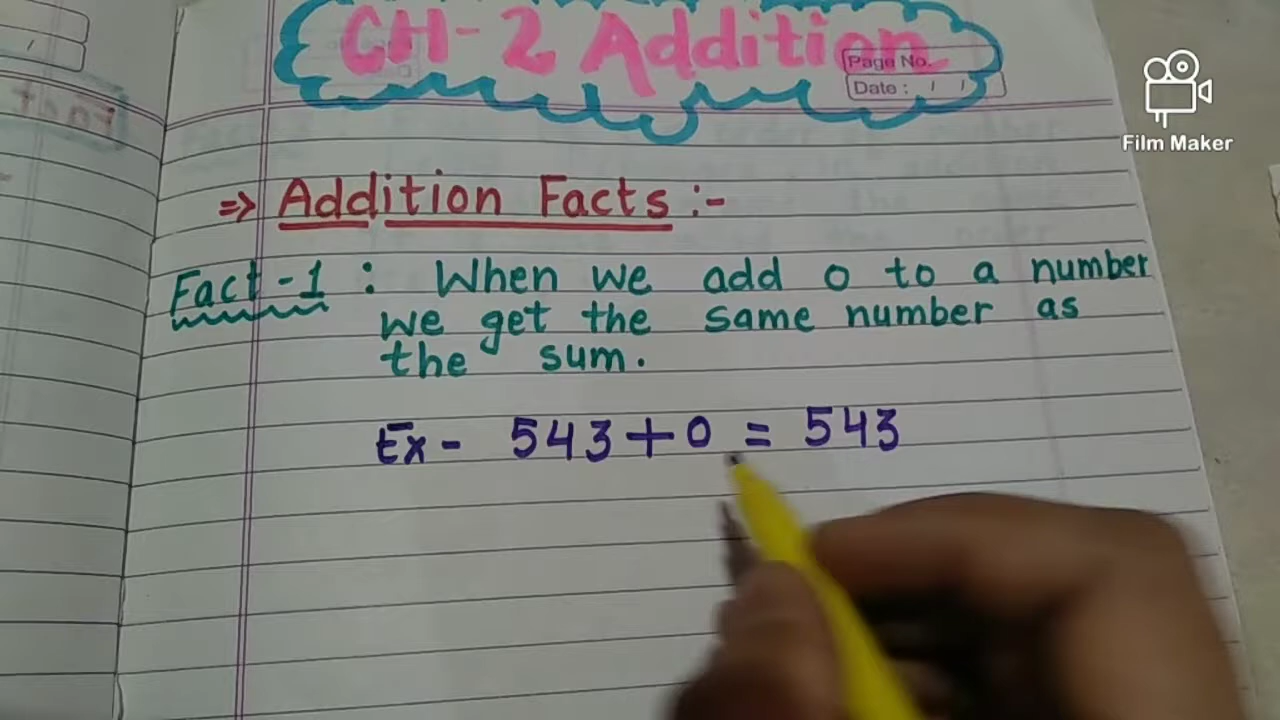 CH-2 Addition
Page No.
Date : / /
Film Maker
=> Addition Facts :-
Fact-1 : When we add 0 to a number
we get the same number as
the sum.
Ex- 543+0 = 543